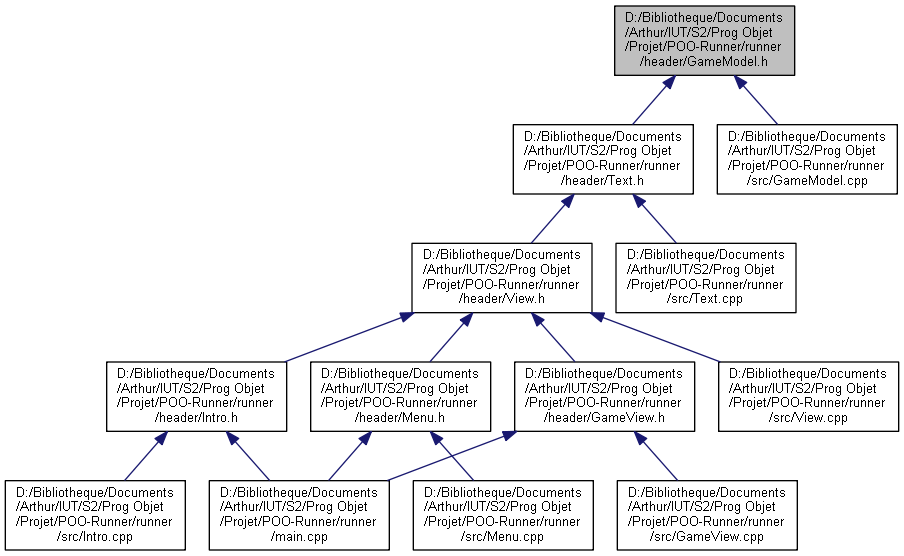 D:/Bibliotheque/Documents
/Arthur/IUT/S2/Prog Objet
/Projet/POO-Runner/runner
/header/GameModel.h
D:/Bibliotheque/Documents
/Arthur/IUT/S2/Prog Objet
/Projet/POO-Runner/runner
/header/Text.h
D:/Bibliotheque/Documents
/Arthur/IUT/S2/Prog Objet
/Projet/POO-Runner/runner
/src/GameModel.cpp
D:/Bibliotheque/Documents
/Arthur/IUT/S2/Prog Objet
/Projet/POO-Runner/runner
/header/View.h
D:/Bibliotheque/Documents
/Arthur/IUT/S2/Prog Objet
/Projet/POO-Runner/runner
/src/Text.cpp
D:/Bibliotheque/Documents
/Arthur/IUT/S2/Prog Objet
/Projet/POO-Runner/runner
/header/Intro.h
D:/Bibliotheque/Documents
/Arthur/IUT/S2/Prog Objet
/Projet/POO-Runner/runner
/header/Menu.h
D:/Bibliotheque/Documents
/Arthur/IUT/S2/Prog Objet
/Projet/POO-Runner/runner
/header/GameView.h
D:/Bibliotheque/Documents
/Arthur/IUT/S2/Prog Objet
/Projet/POO-Runner/runner
/src/View.cpp
D:/Bibliotheque/Documents
/Arthur/IUT/S2/Prog Objet
/Projet/POO-Runner/runner
/src/Intro.cpp
D:/Bibliotheque/Documents
/Arthur/IUT/S2/Prog Objet
/Projet/POO-Runner/runner
/main.cpp
D:/Bibliotheque/Documents
/Arthur/IUT/S2/Prog Objet
/Projet/POO-Runner/runner
/src/Menu.cpp
D:/Bibliotheque/Documents
/Arthur/IUT/S2/Prog Objet
/Projet/POO-Runner/runner
/src/GameView.cpp